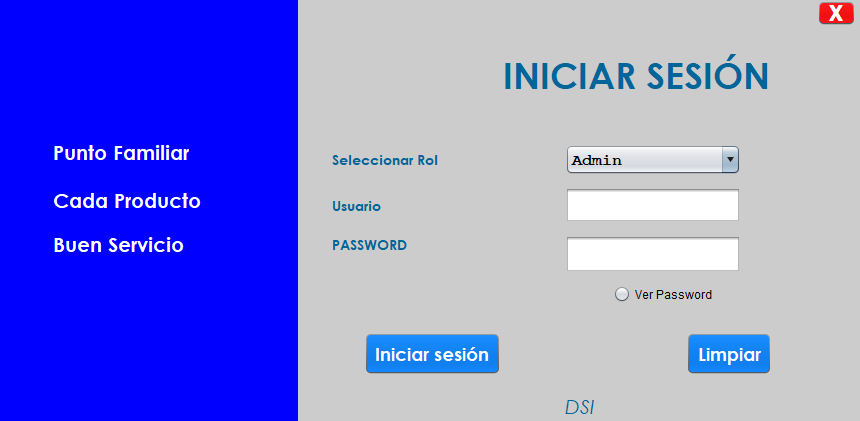 X
INICIAR SESIÓN
Punto Familiar
Cada Producto
Buen Servicio
Seleccionar Rol
Admin
Usuario
PASSWORD
Ver Password
Iniciar sesión
Limpiar
DSI